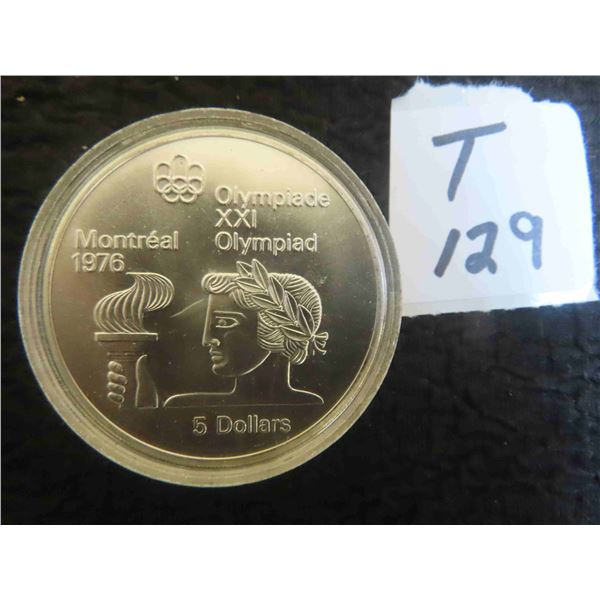 Olympiade
XXI
Olympiad
Montréal
1976
5 Dollars
T
129